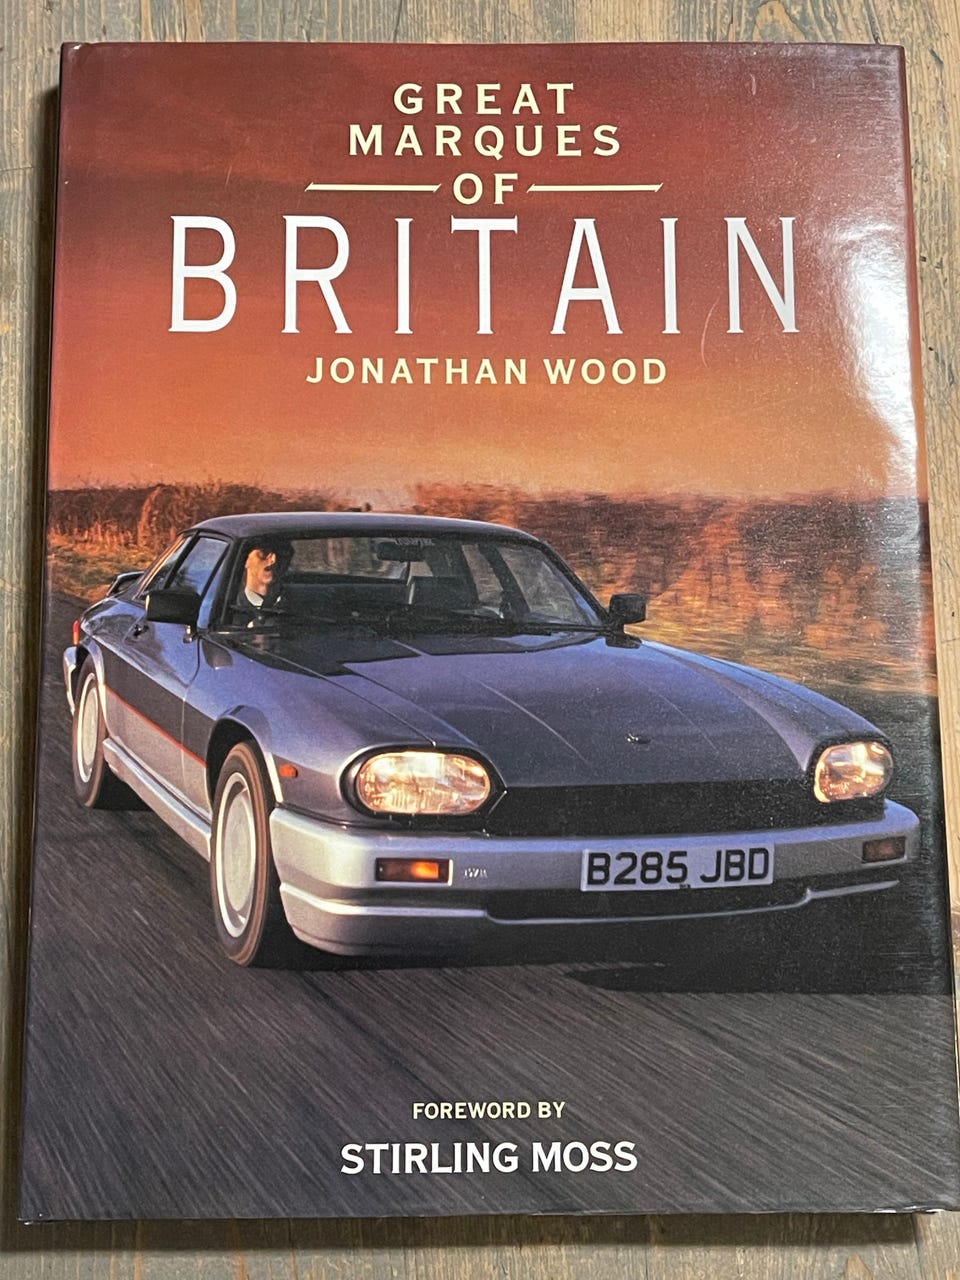 GREAT
MARQUES
OF
BRITAIN
JONATHAN WOOD
B285 JBD
FOREWORD BY
STIRLING MOSS